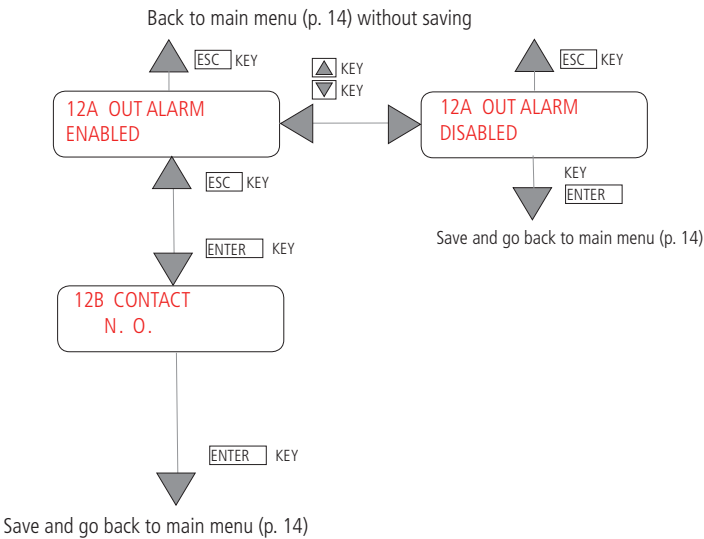 Back to main menu (p. 14) without saving
ESC KEY
ESC KEY
KEY
KEY
12A OUT ALARM
ENABLED
12A OUT ALARM
DISABLED
ESC KEY
KEY
ENTER
Save and go back to main menu (p. 14)
ENTER KEY
12B CONTACT
N. O.
ENTER KEY
Save and go back to main menu (p. 14)